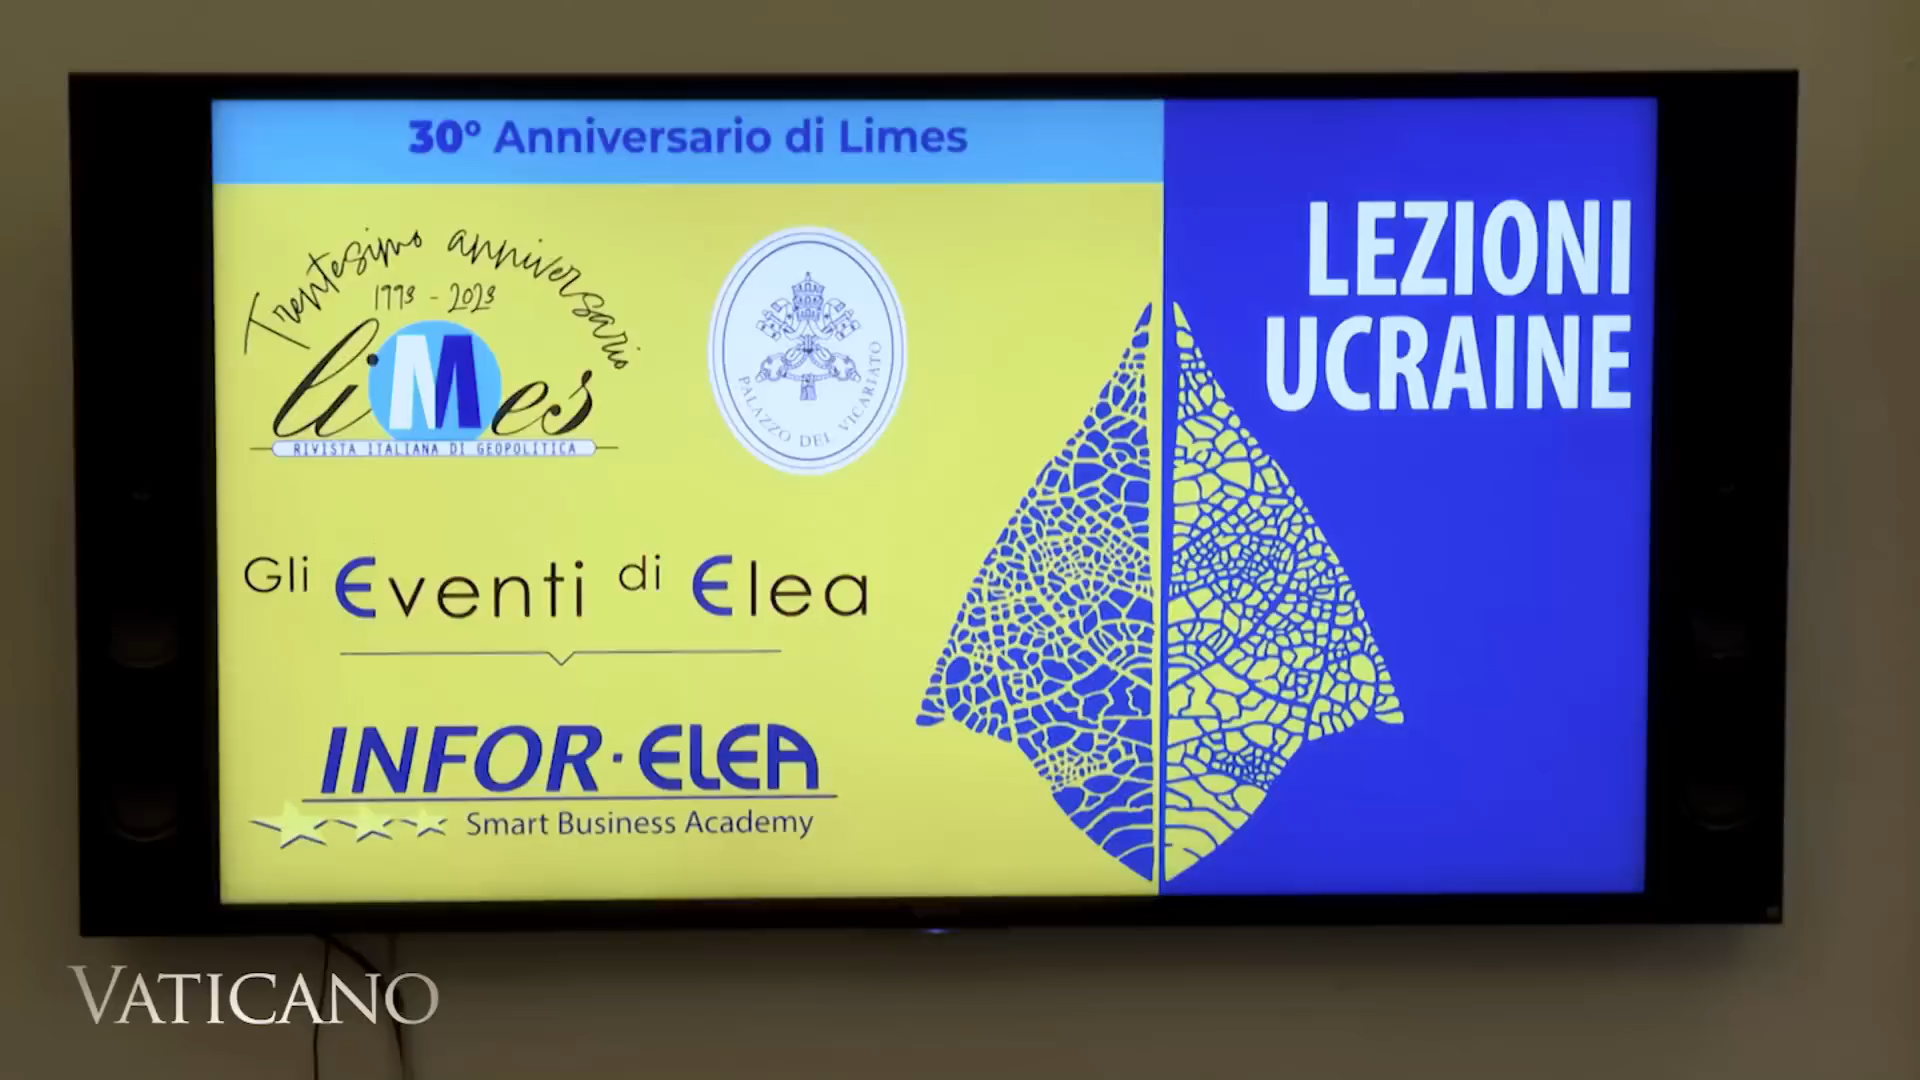 30° Anniversario di Limes
Trentesimo anniversario
1993 - 2023
liMes
RIVISTA ITALIANA DI GEOPOLITICA
PALAZZO DEL VICARIATO
Gli Eventi di Elea
INFOR·ELEA
Smart Business Academy
LEZIONI
UCRAINE
VATICANO